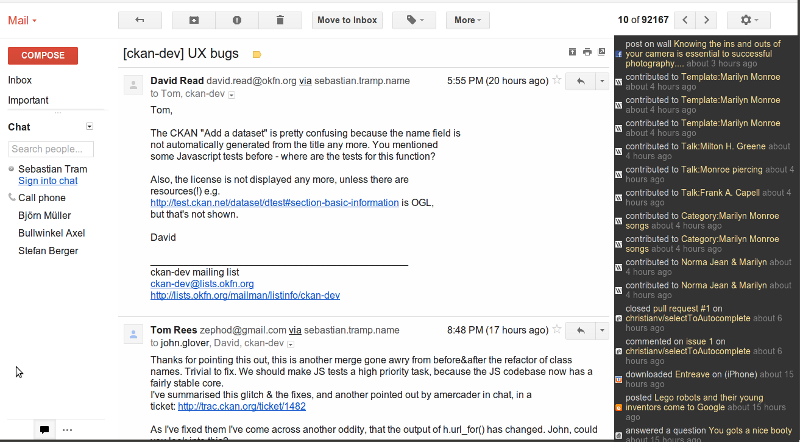 Mail
Move to Inbox
More
10 of 92167
COMPOSE
Inbox
Important
Chat
Search people...
Sebastian Tram
Sign into chat
Call phone
Björn Müller
Bullwinkel Axel
Stefan Berger
[ckan-dev] UX bugs
David Read david.read@okfn.org via sebastian.tramp.name
5:55 PM (20 hours ago)
to Tom, ckan-dev
Tom,
The CKAN "Add a dataset" is pretty confusing because the name field is
not automatically generated from the title any more. You mentioned
some Javascript tests before - where are the tests for this function?
Also, the license is not displayed any more, unless there are
resources(!) e.g.
http://test.ckan.net/dataset/dtest#section-basic-information is OGL,
but that's not shown.
David
ckan-dev mailing list
ckan-dev@lists.okfn.org
http://lists.okfn.org/mailman/listinfo/ckan-dev
Tom Rees zephod@gmail.com via sebastian.tramp.name
8:48 PM (17 hours ago)
to john.glover, David, ckan-dev
Thanks for pointing this out, this is another merge gone awry from before&after the refactor of class
names. Trivial to fix. We should make JS tests a high priority task, because the JS codebase now has a
fairly stable core.
I've summarised this glitch & the fixes, and another pointed out by amercader in chat, in a
ticket: http://trac.ckan.org/ticket/1482
As I've fixed them I've come across another oddity, that the output of h.url_for() has changed. John, could
post on wall Knowing the ins and outs of
your camera is essential to successful
photography.... about 3 hours ago
contributed to Template:Marilyn Monroe
about 4 hours ago
contributed to Template:Marilyn Monroe
about 4 hours ago
contributed to Template:Marilyn Monroe
about 4 hours ago
contributed to Talk:Milton H. Greene about
4 hours ago
contributed to Talk:Monroe piercing about 4
hours ago
contributed to Talk:Frank A. Capell about 4
hours ago
contributed to Category:Marilyn Monroe
songs about 4 hours ago
contributed to Category:Marilyn Monroe
songs about 4 hours ago
contributed to Norma Jean & Marilyn about
4 hours ago
contributed to Norma Jean & Marilyn about
4 hours ago
closed pull request #1 on
christianv/selectToAutocomplete about 6
hours ago
commented on issue 1 on
christianv/selectToAutocomplete about 6
hours ago
downloaded Entreave on (iPhone) about 15
hours ago
posted Lego robots and their young
inventors come to Google about 15 hours
ago
answered a question You gots a nice booty
about 15 hours ago